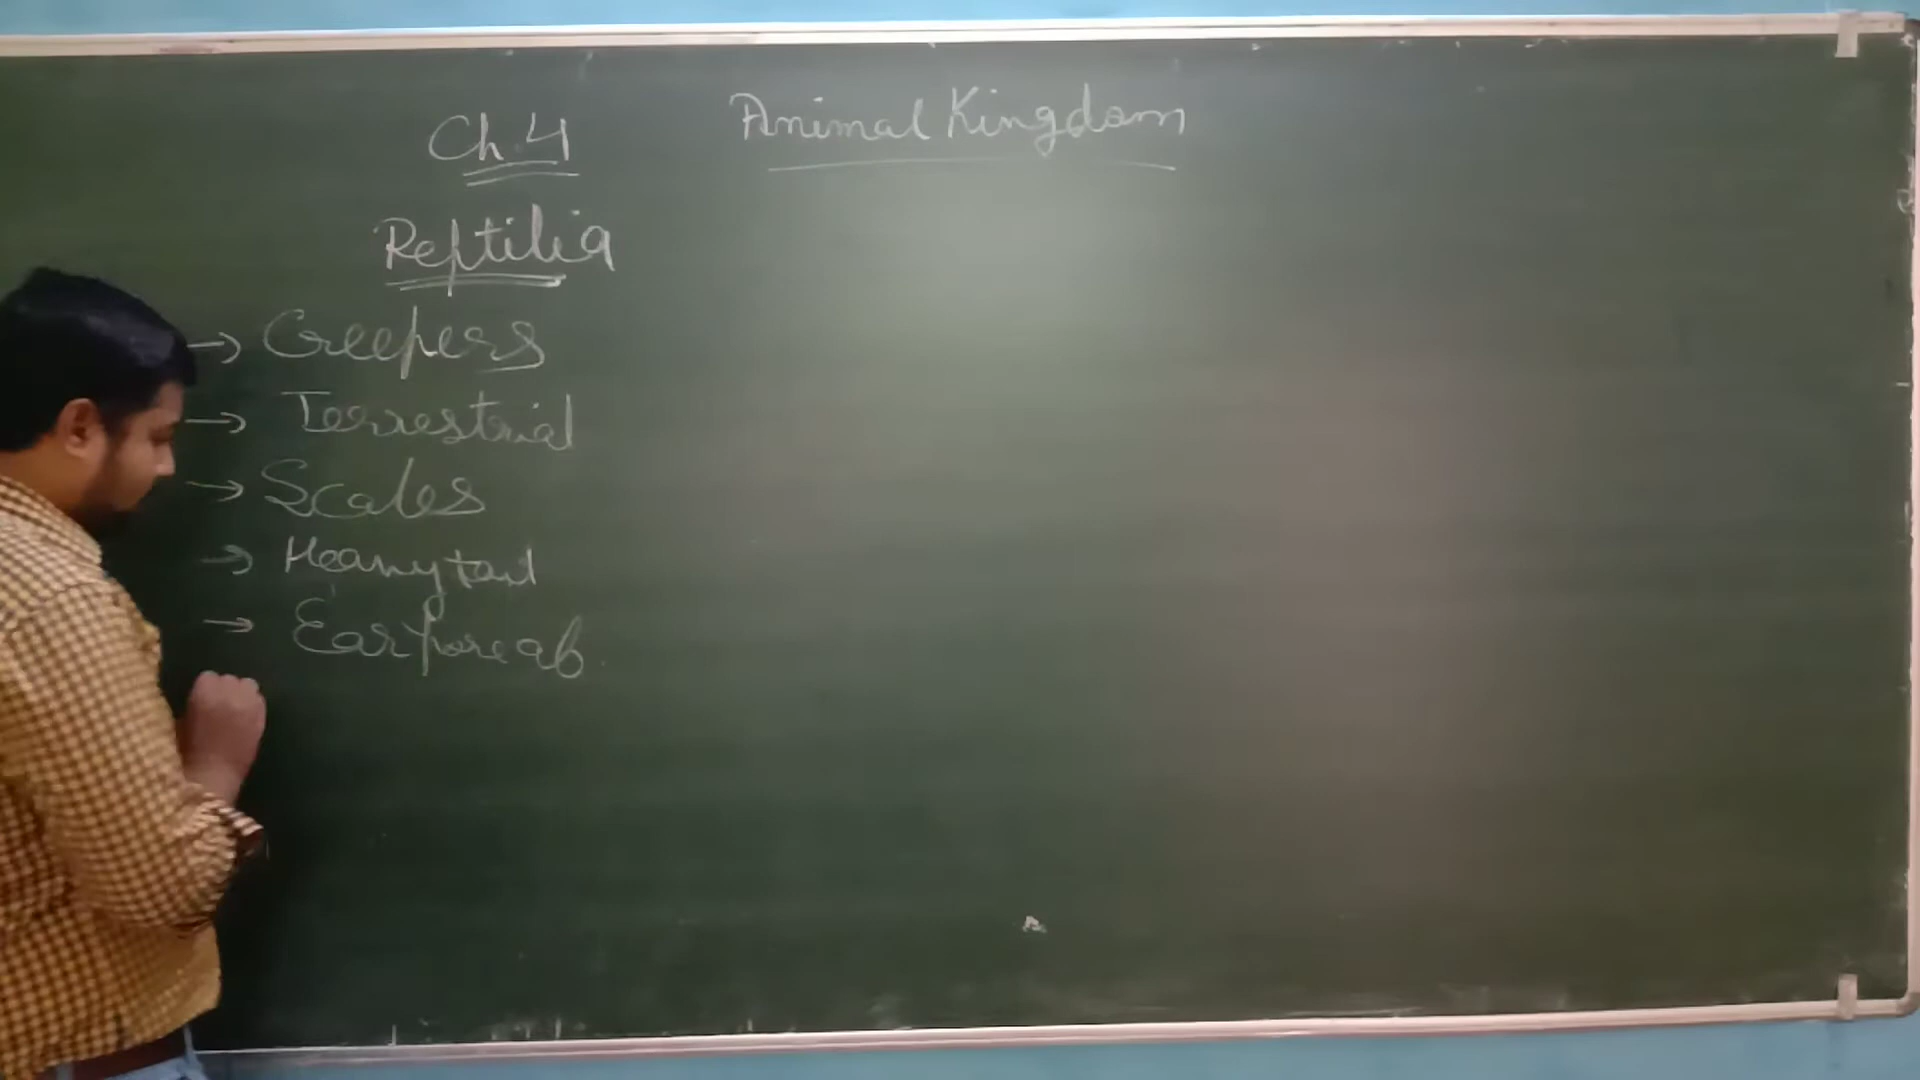 Ch.4 Animal Kingdom
Reptilia
→ Creepers
→ Terrestrial
→ Scales
→ Heavy tail
→ Ear pore ab.